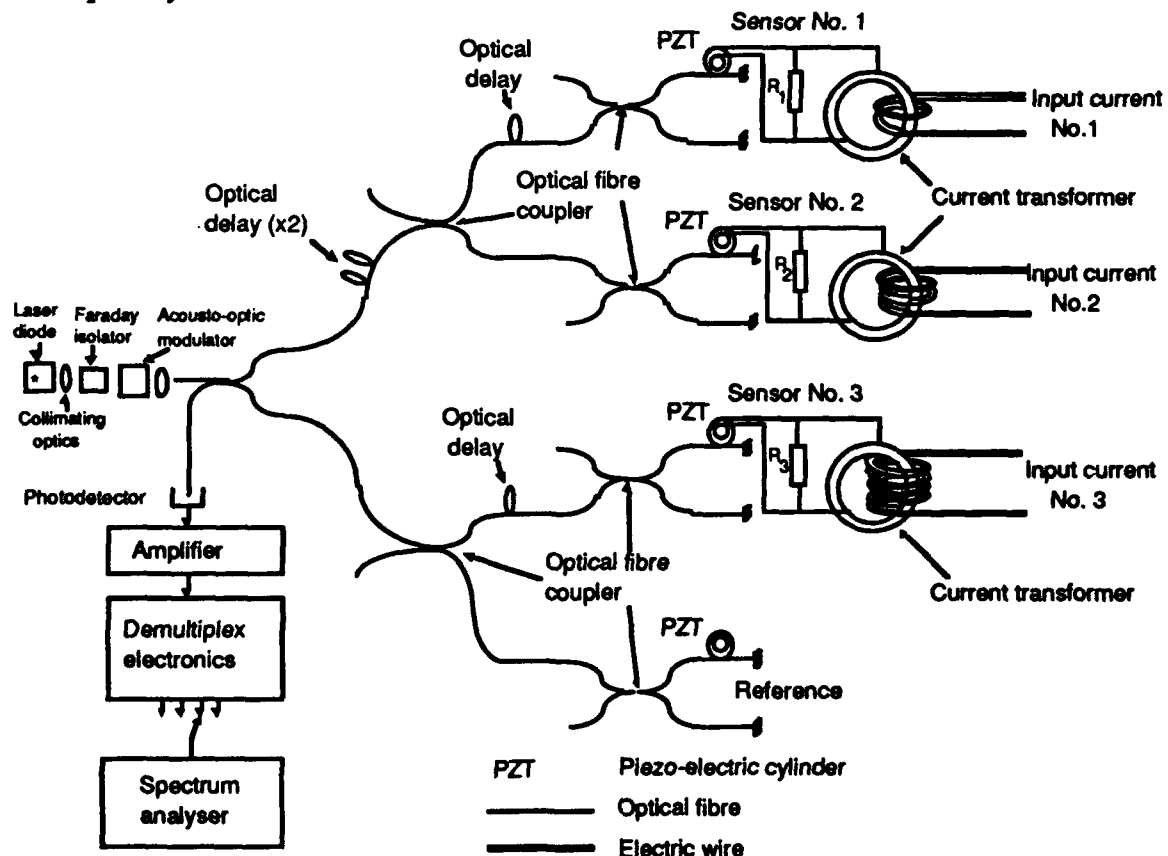 Sensor No. 1
PZT
Optical
delay
R1
Input current
No.1
Optical fibre
coupler
Current transformer
Optical
delay (x2)
PZT
Sensor No. 2
R2
Input current
No.2
Laser
diode
Faraday
isolator
Acousto-optic
modulator
Collimating
optics
Sensor No. 3
PZT
Optical
delay
R3
Input current
No. 3
Photodetector
Amplifier
Optical fibre
coupler
Current transformer
Demultiplex
electronics
PZT
Reference
Spectrum
analyser
PZT Piezo-electric cylinder
Optical fibre
Electric wire